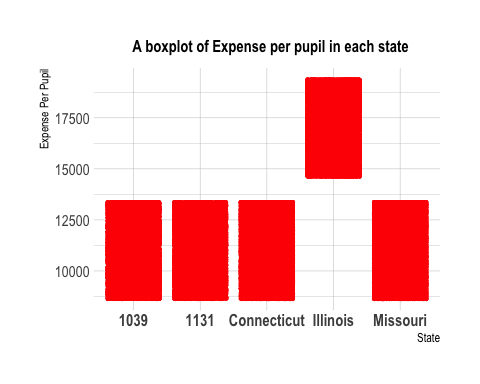 A boxplot of Expense per pupil in each state
Expense Per Pupil
17500
15000
12500
10000
1039 1131 Connecticut Illinois Missouri
State